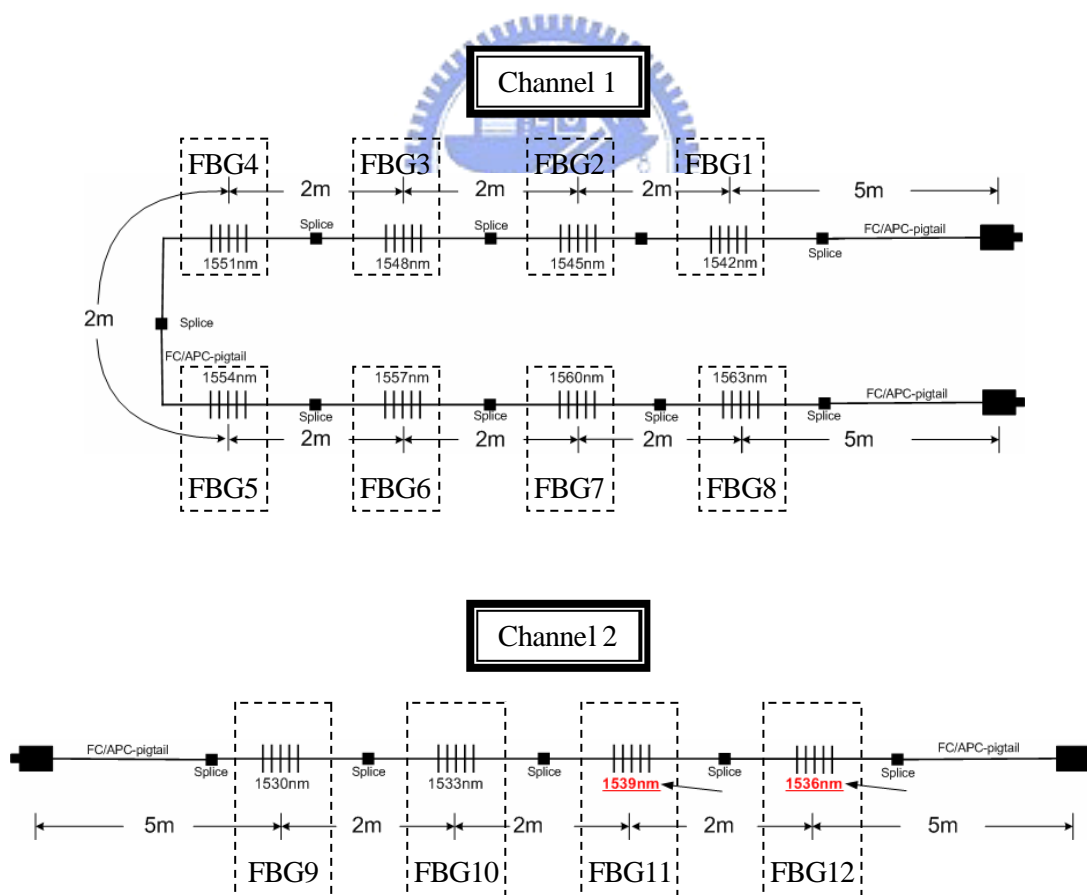 Channel 1
FBG4 FBG3 FBG2 FBG1
2m 2m 2m 5m
Splice Splice FC/APC-pigtail
1551nm 1548nm 1545nm 1542nm Splice
2m Splice
FC/APC-pigtail
1554nm 1557nm 1560nm 1563nm FC/APC-pigtail
Splice Splice Splice Splice
2m 2m 2m 5m
FBG5 FBG6 FBG7 FBG8
Channel 2
FC/APC-pigtail FC/APC-pigtail
Splice Splice Splice Splice Splice
1530nm 1533nm 1539nm 1536nm
5m 2m 2m 2m 5m
FBG9 FBG10 FBG11 FBG12